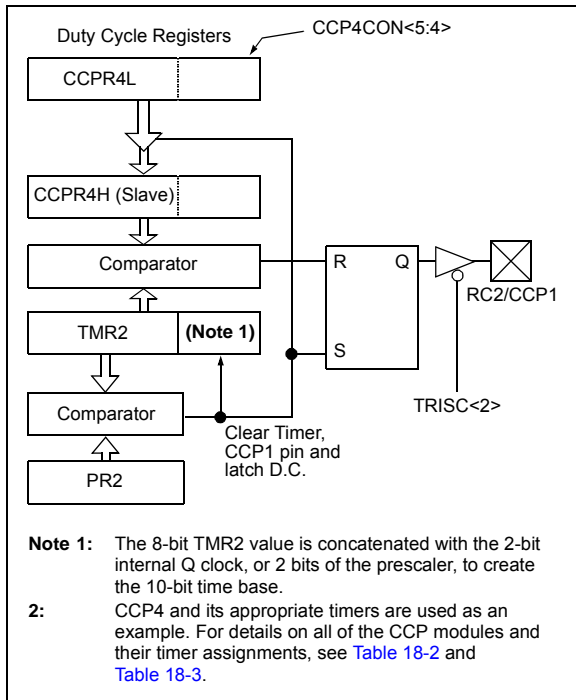 Duty Cycle Registers
CCP4CON<5:4>
CCPR4L
CCPR4H (Slave)
Comparator
R
Q
RC2/CCP1
TMR2
(Note 1)
S
TRISC<2>
Comparator
Clear Timer,
CCP1 pin and
latch D.C.
PR2
Note 1: The 8-bit TMR2 value is concatenated with the 2-bit
internal Q clock, or 2 bits of the prescaler, to create
the 10-bit time base.
2: CCP4 and its appropriate timers are used as an
example. For details on all of the CCP modules and
their timer assignments, see Table 18-2 and
Table 18-3.